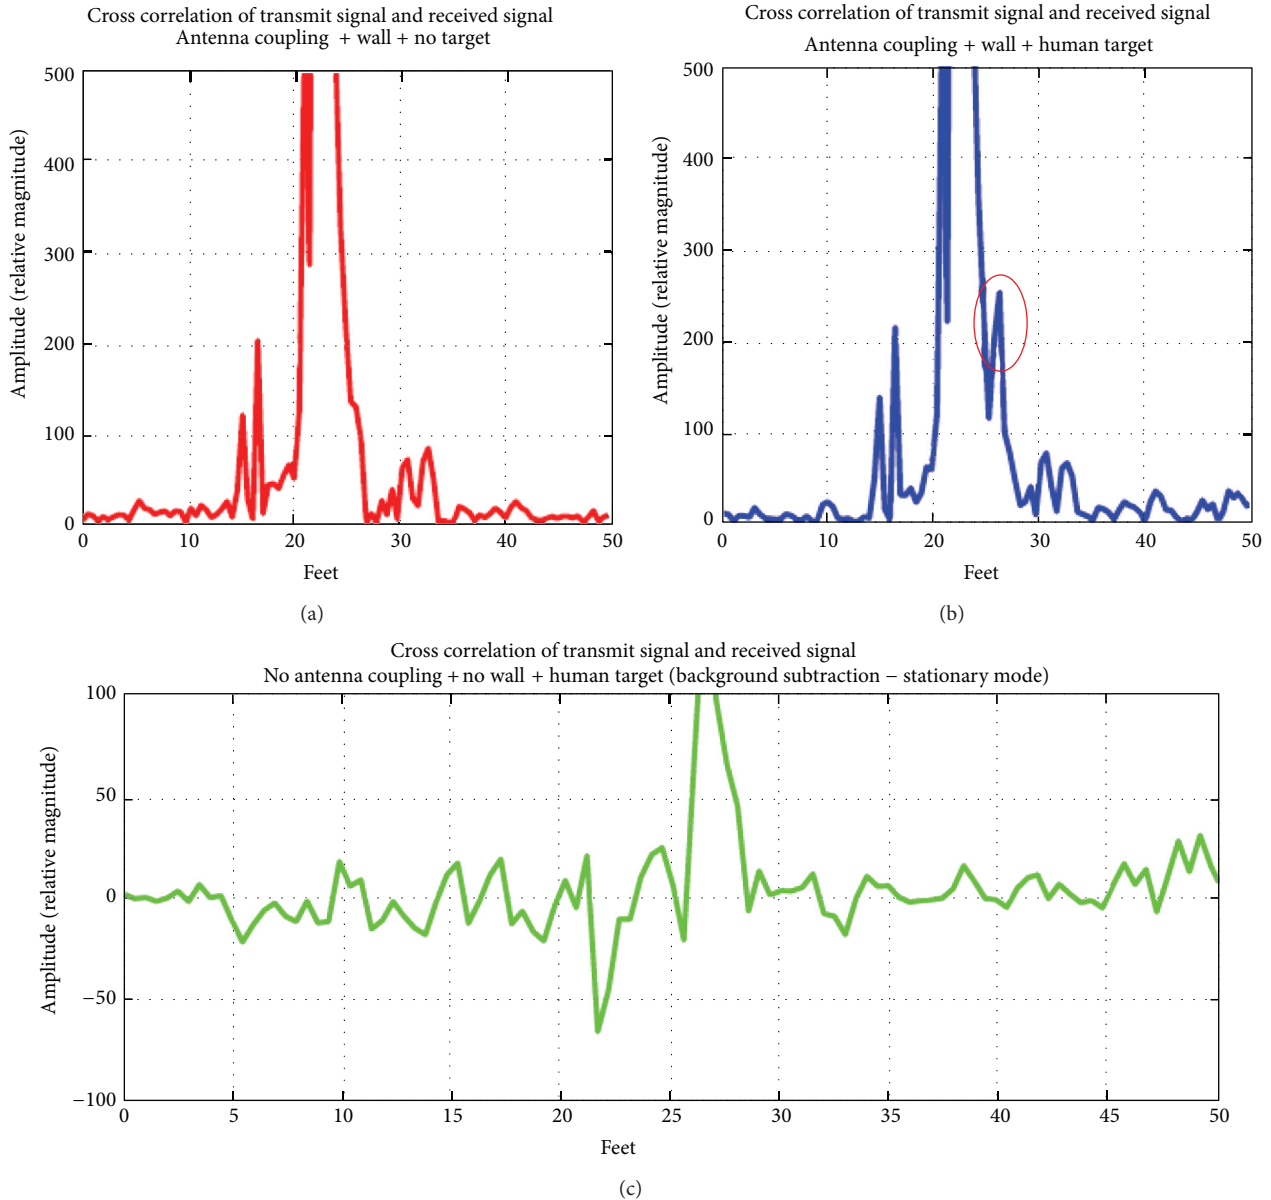 Cross correlation of transmit signal and received signal
Antenna coupling + wall + no target
500
400
300
200
100
0
Amplitude (relative magnitude)
0 10 20 30 40 50
Feet
(a)
Cross correlation of transmit signal and received signal
Antenna coupling + wall + human target
500
400
300
200
100
0
Amplitude (relative magnitude)
0 10 20 30 40 50
Feet
(b)
Cross correlation of transmit signal and received signal
No antenna coupling + no wall + human target (background subtraction − stationary mode)
100
50
0
−50
−100
Amplitude (relative magnitude)
0 5 10 15 20 25 30 35 40 45 50
Feet
(c)